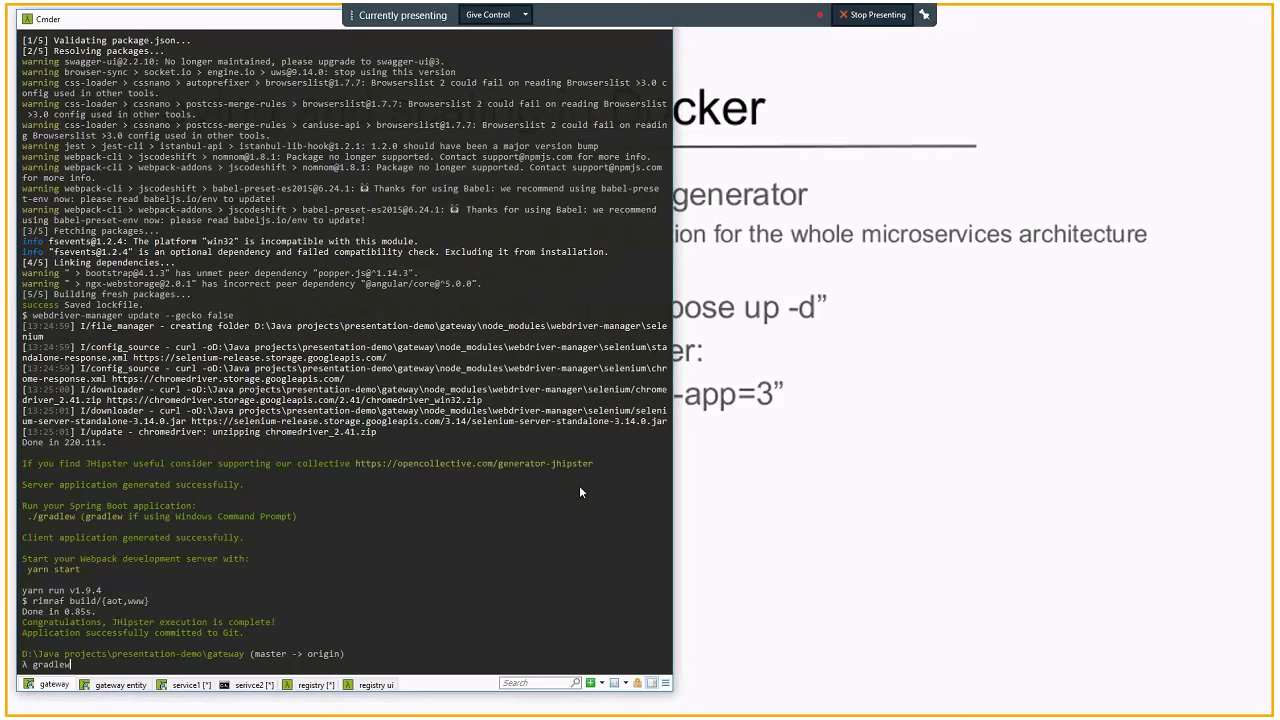 Cmder
Currently presenting
Give Control
Stop Presenting
[1/5] Validating package.json...
[2/5] Resolving packages...
warning swagger-ui@2.2.10: No longer maintained, please upgrade to swagger-ui@3.
warning browser-sync > socket.io > engine.io > uws@9.14.0: stop using this version
warning css-loader > cssnano > autoprefixer > browserslist@1.7.7: Browserslist 2 could fail on reading Browserslist >3.0 c
onfig used in other tools.
warning css-loader > cssnano > postcss-merge-rules > browserslist@1.7.7: Browserslist 2 could fail on reading Browserslist
>3.0 config used in other tools.
warning css-loader > cssnano > postcss-merge-rules > caniuse-api > browserslist@1.7.7: Browserslist 2 could fail on readin
g Browserslist >3.0 config used in other tools.
warning jest > jest-cli > istanbul-api > istanbul-lib-hook@1.2.1: 1.2.0 should have been a major version bump
warning webpack-cli > jscodeshift > nomnom@1.8.1: Package no longer supported. Contact support@npmjs.com for more info.
warning webpack-cli > webpack-addons > jscodeshift > nomnom@1.8.1: Package no longer supported. Contact support@npmjs.com
for more info.
warning webpack-cli > jscodeshift > babel-preset-es2015@6.24.1: 🙌 Thanks for using Babel: we recommend using babel-prese
t-env now: please read babeljs.io/env to update!
warning webpack-cli > webpack-addons > jscodeshift > babel-preset-es2015@6.24.1: 🙌 Thanks for using Babel: we recommend
using babel-preset-env now: please read babeljs.io/env to update!
[3/5] Fetching packages...
info fsevents@1.2.4: The platform "win32" is incompatible with this module.
info "fsevents@1.2.4" is an optional dependency and failed compatibility check. Excluding it from installation.
[4/5] Linking dependencies...
warning " > bootstrap@4.1.3" has unmet peer dependency "popper.js@^1.14.3".
warning " > ngx-webstorage@2.0.1" has incorrect peer dependency "@angular/core@^5.0.0".
[5/5] Building fresh packages...
success Saved lockfile.
$ webdriver-manager update --gecko false
[13:24:59] I/file_manager - creating folder D:\Java projects\presentation-demo\gateway\node_modules\webdriver-manager\sele
nium
[13:24:59] I/config_source - curl -oD:\Java projects\presentation-demo\gateway\node_modules\webdriver-manager\selenium\sta
ndalone-response.xml https://selenium-release.storage.googleapis.com/
[13:24:59] I/config_source - curl -oD:\Java projects\presentation-demo\gateway\node_modules\webdriver-manager\selenium\chr
ome-response.xml https://chromedriver.storage.googleapis.com/
[13:25:00] I/downloader - curl -oD:\Java projects\presentation-demo\gateway\node_modules\webdriver-manager\selenium/chrome
driver_2.41.zip https://chromedriver.storage.googleapis.com/2.41/chromedriver_win32.zip
[13:25:01] I/downloader - curl -oD:\Java projects\presentation-demo\gateway\node_modules\webdriver-manager\selenium/seleni
um-server-standalone-3.14.0.jar https://selenium-release.storage.googleapis.com/3.14/selenium-server-standalone-3.14.0.jar
[13:25:01] I/update - chromedriver: unzipping chromedriver_2.41.zip
Done in 220.11s.
If you find JHipster useful consider supporting our collective https://opencollective.com/generator-jhipster
Server application generated successfully.
Run your Spring Boot application:
./gradlew (gradlew if using Windows Command Prompt)
Client application generated successfully.
Start your Webpack development server with:
yarn start
yarn run v1.9.4
$ rimraf build/{aot,www}
Done in 0.85s.
Congratulations, JHipster execution is complete!
Application successfully committed to Git.
D:\Java projects\presentation-demo\gateway (master -> origin)
λ gradlew
gateway
gateway entity
service1 [*]
serivce2 [*]
registry [*]
registry ui
Search
cker
generator
ion for the whole microservices architecture
pose up -d”
er:
-app=3”